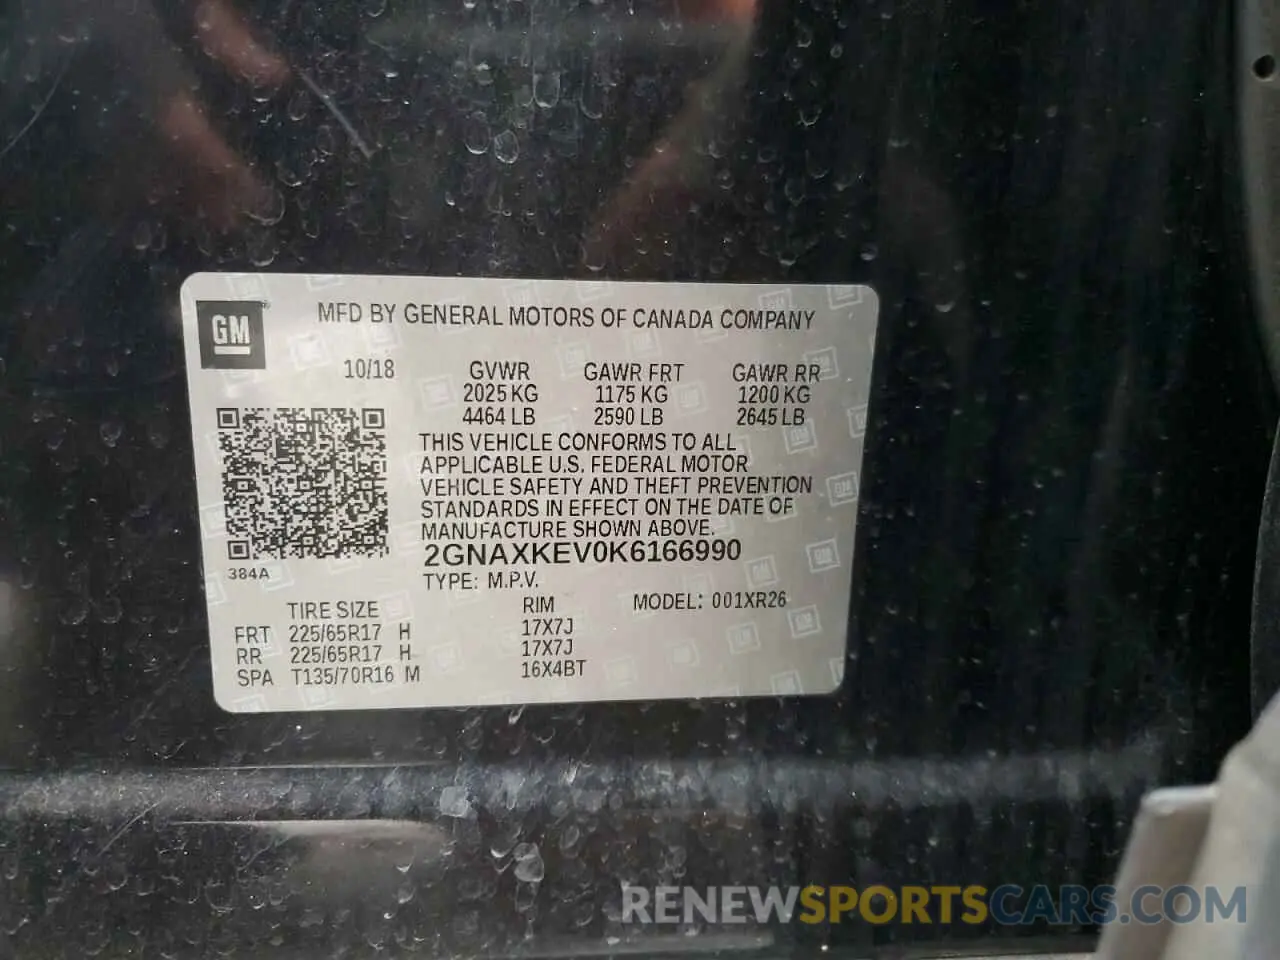 GM
MFD BY GENERAL MOTORS OF CANADA COMPANY
10/18 GVWR GAWR FRT GAWR RR
2025 KG 1175 KG 1200 KG
4464 LB 2590 LB 2645 LB
THIS VEHICLE CONFORMS TO ALL
APPLICABLE U.S. FEDERAL MOTOR
VEHICLE SAFETY AND THEFT PREVENTION
STANDARDS IN EFFECT ON THE DATE OF
MANUFACTURE SHOWN ABOVE.
2GNAXKEV0K6166990
384A
TYPE: M.P.V.
TIRE SIZE RIM MODEL: 001XR26
FRT 225/65R17 H 17X7J
RR 225/65R17 H 17X7J
SPA T135/70R16 M 16X4BT
RENEWSPORTSCARS.COM